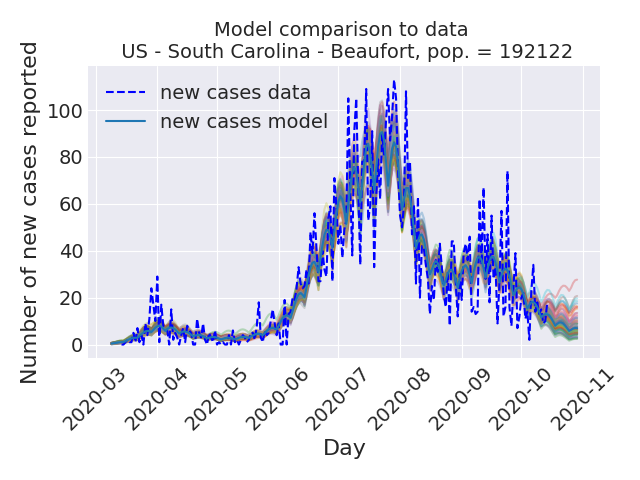 Model comparison to data
US - South Carolina - Beaufort, pop. = 192122
Number of new cases reported
new cases data
new cases model
100
80
60
40
20
0
2020-03
2020-04
2020-05
2020-06
2020-07
2020-08
2020-09
2020-10
2020-11
Day